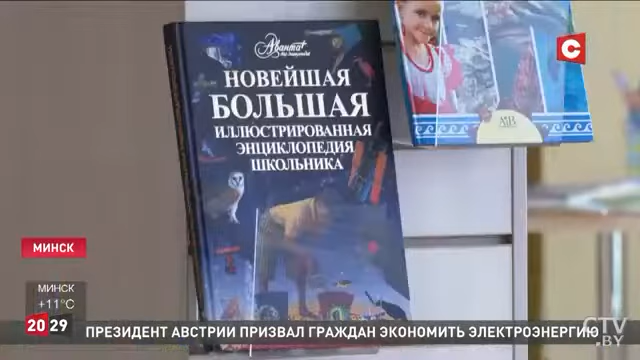 Аванта+
НОВЕЙШАЯ
БОЛЬШАЯ
ИЛЛЮСТРИРОВАННАЯ
ЭНЦИКЛОПЕДИЯ
ШКОЛЬНИКА
C
МИНСК
МИНСК
+11°C
20 29
ПРЕЗИДЕНТ АВСТРИИ ПРИЗВАЛ ГРАЖДАН ЭКОНОМИТЬ ЭЛЕКТРОЭНЕРГИЮ
CTV
.BY